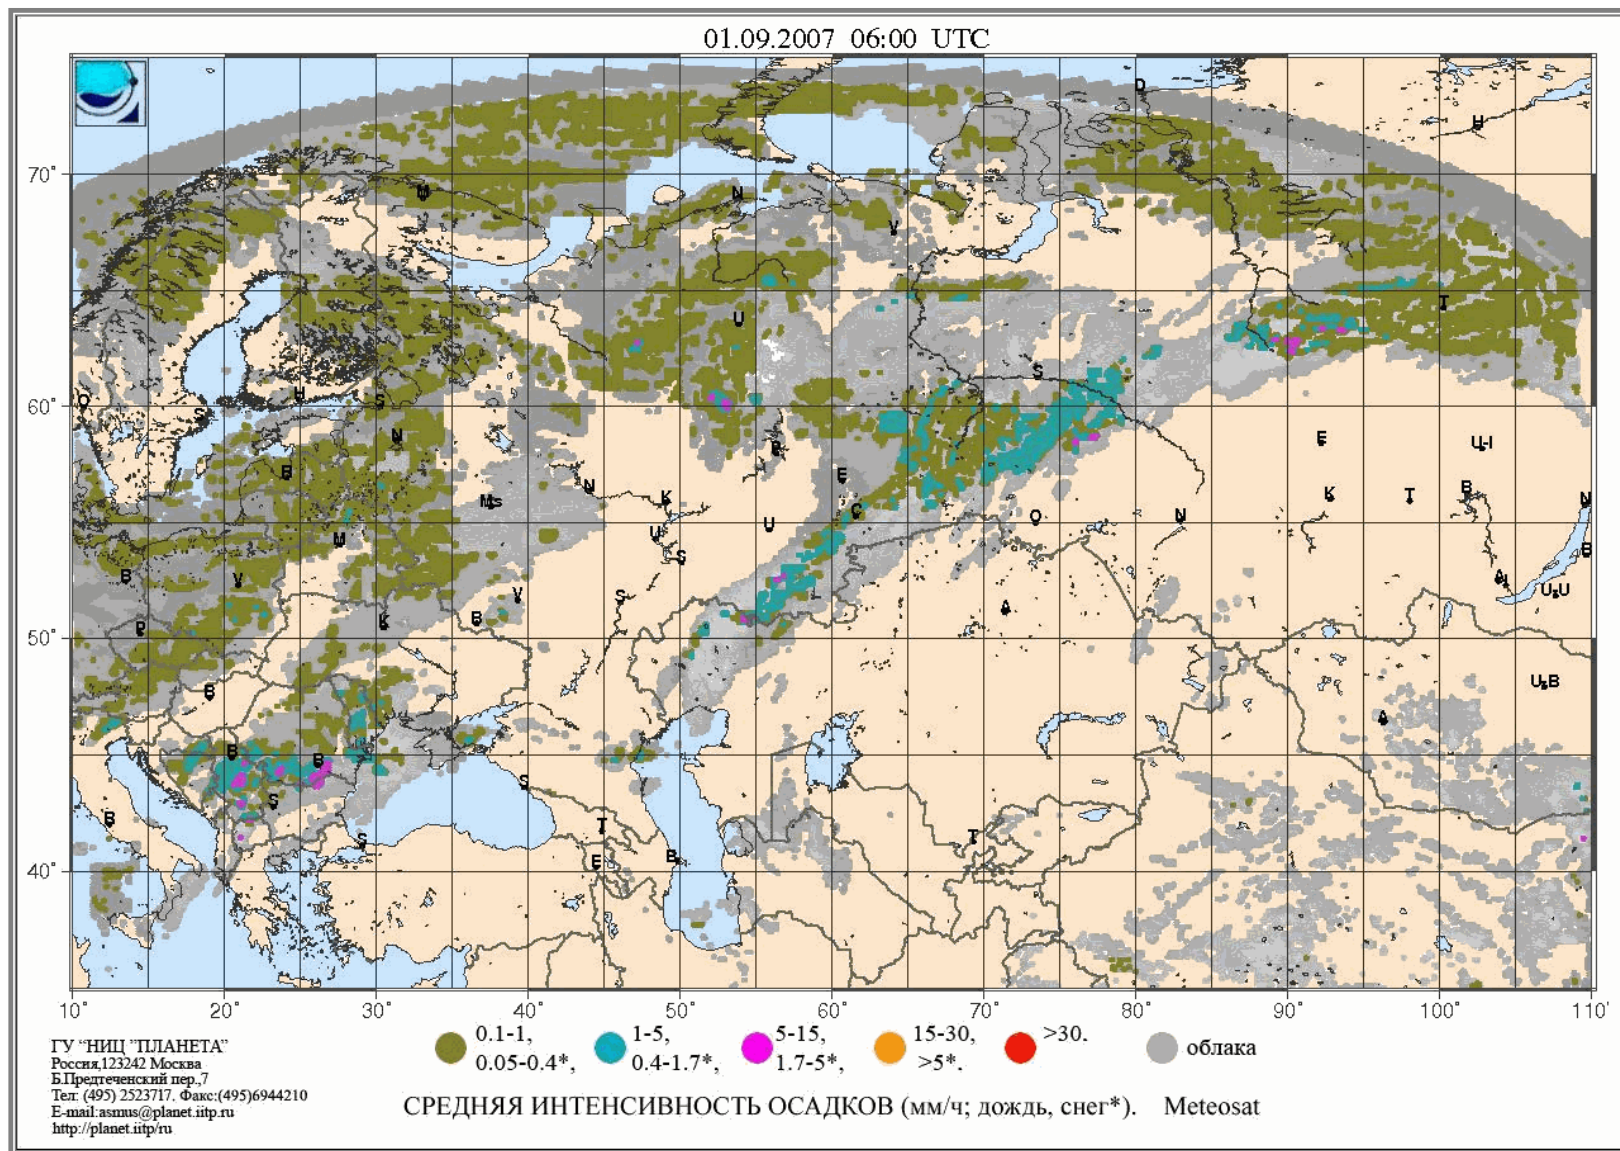 01.09.2007 06:00 UTC
D
H
70°
M
N
V
U
T
S
60°
O
H
S
S
N
P
E
U-I
B
Ms
N
K
E
C
O
N
K
T
B
N
U
U
S
M
B
B
V
A
UsU
P
K
B
V
S
A
50°
B
UsB
A
B
B
S
S
B
S
T
E
B
T
40°
10°
20°
30°
40°
50°
60°
70°
80°
90°
100°
110°
0.1-1,
0.05-0.4*,
1-5,
0.4-1.7*,
5-15,
1.7-5*,
15-30,
>5*.
>30.
облака
ГУ "НИЦ "ПЛАНЕТА"
Россия,123242 Москва
Б.Предтеченский пер.,7
Тел: (495) 2523717. Факс:(495)6944210
E-mail:asmus@planet.iitp.ru
http://planet.iitp/ru
СРЕДНЯЯ ИНТЕНСИВНОСТЬ ОСАДКОВ (мм/ч; дождь, снег*). Meteosat